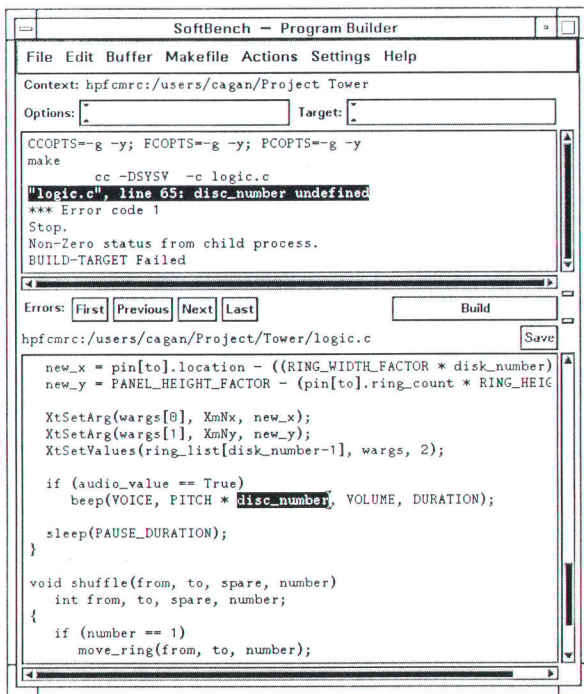 SoftBench — Program Builder
File Edit Buffer Makefile Actions Settings Help
Context: hpfcmrc:/users/cagan/Project Tower
Options: Target:
CCOPTS=-g -y; FCOPTS=-g -y; PCOPTS=-g -y
make
cc -DSYSV -c logic.c
"logic.c", line 65: disc_number undefined
*** Error code 1
Stop.
Non-Zero status from child process.
BUILD-TARGET Failed
Errors: First Previous Next Last Build
hpfcmrc:/users/cagan/Project/Tower/logic.c Save
new_x = pin[to].location - ((RING_WIDTH_FACTOR * disk_number)
new_y = PANEL_HEIGHT_FACTOR - (pin[to].ring_count * RING_HEIG
XtSetArg(wargs[0], XmNx, new_x);
XtSetArg(wargs[1], XmNy, new_y);
XtSetValues(ring_list[disk_number-1], wargs, 2);
if (audio_value == True)
beep(VOICE, PITCH * disc_number, VOLUME, DURATION);
sleep(PAUSE_DURATION);
}
void shuffle(from, to, spare, number)
int from, to, spare, number;
{
if (number == 1)
move_ring(from, to, number);